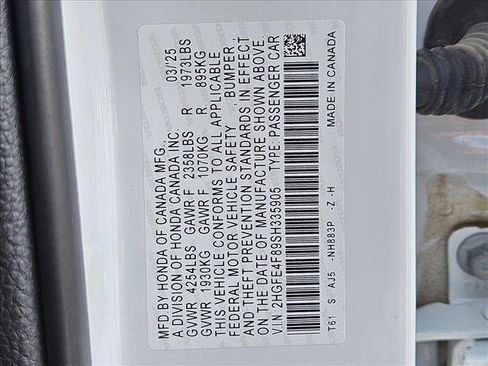 MFD. BY HONDA OF CANADA MFG., 03/'25
A DIVISION OF HONDA CANADA INC.
GVWR 4254LBS GAWR F 2358LBS R 1973LBS
GVWR 1930KG GAWR F 1070KG R 895KG
THIS VEHICLE CONFORMS TO ALL APPLICABLE
FEDERAL MOTOR VEHICLE SAFETY BUMPER,
AND THEFT PREVENTION STANDARDS IN EFFECT
ON THE DATE OF MANUFACTURE SHOWN ABOVE.
V.I.N. 2HGFE4F89SH335905 TYPE: PASSENGER CAR
T61 S AJ5 -NH883P -Z -H MADE IN CANADA